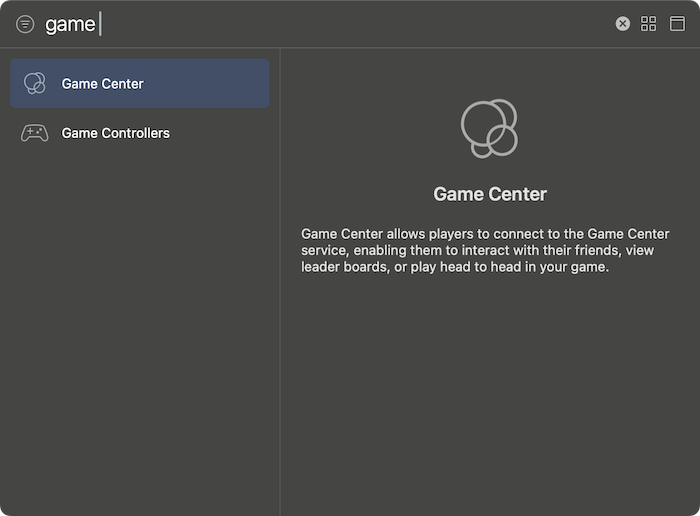 game
Game Center
Game Controllers
Game Center
Game Center allows players to connect to the Game Center
service, enabling them to interact with their friends, view
leader boards, or play head to head in your game.